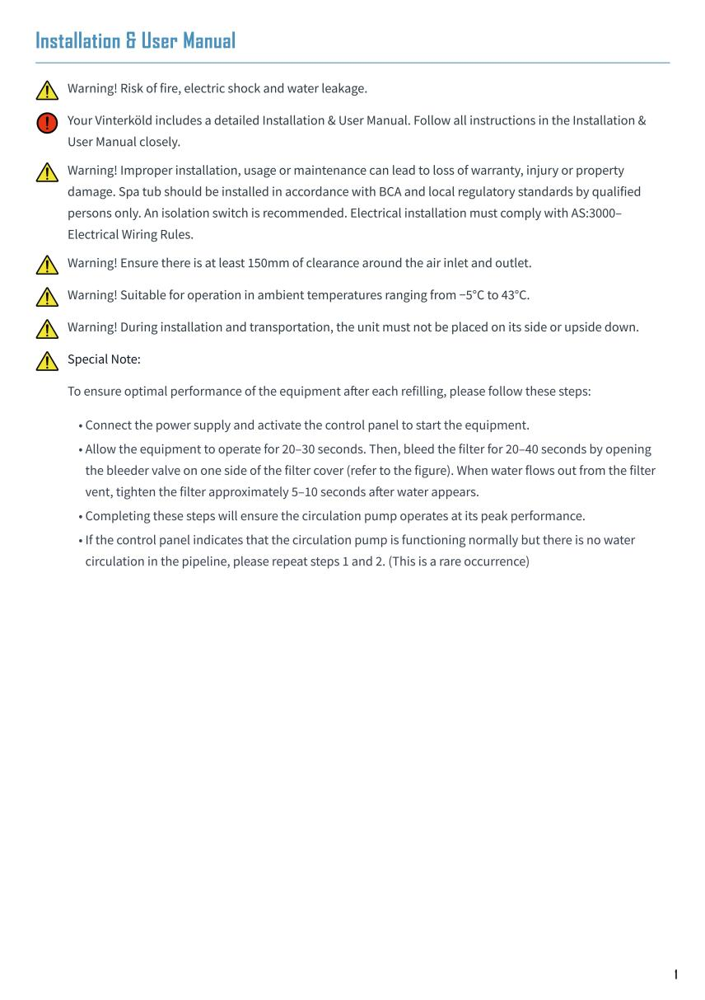 Installation & User Manual
Warning! Risk of fire, electric shock and water leakage.
Your Vinterköld includes a detailed Installation & User Manual. Follow all instructions in the Installation &
User Manual closely.
Warning! Improper installation, usage or maintenance can lead to loss of warranty, injury or property
damage. Spa tub should be installed in accordance with BCA and local regulatory standards by qualified
persons only. An isolation switch is recommended. Electrical installation must comply with AS:3000–
Electrical Wiring Rules.
Warning! Ensure there is at least 150mm of clearance around the air inlet and outlet.
Warning! Suitable for operation in ambient temperatures ranging from −5°C to 43°C.
Warning! During installation and transportation, the unit must not be placed on its side or upside down.
Special Note:
To ensure optimal performance of the equipment after each refilling, please follow these steps:
• Connect the power supply and activate the control panel to start the equipment.
• Allow the equipment to operate for 20–30 seconds. Then, bleed the filter for 20–40 seconds by opening
the bleeder valve on one side of the filter cover (refer to the figure). When water flows out from the filter
vent, tighten the filter approximately 5–10 seconds after water appears.
• Completing these steps will ensure the circulation pump operates at its peak performance.
• If the control panel indicates that the circulation pump is functioning normally but there is no water
circulation in the pipeline, please repeat steps 1 and 2. (This is a rare occurrence)
1